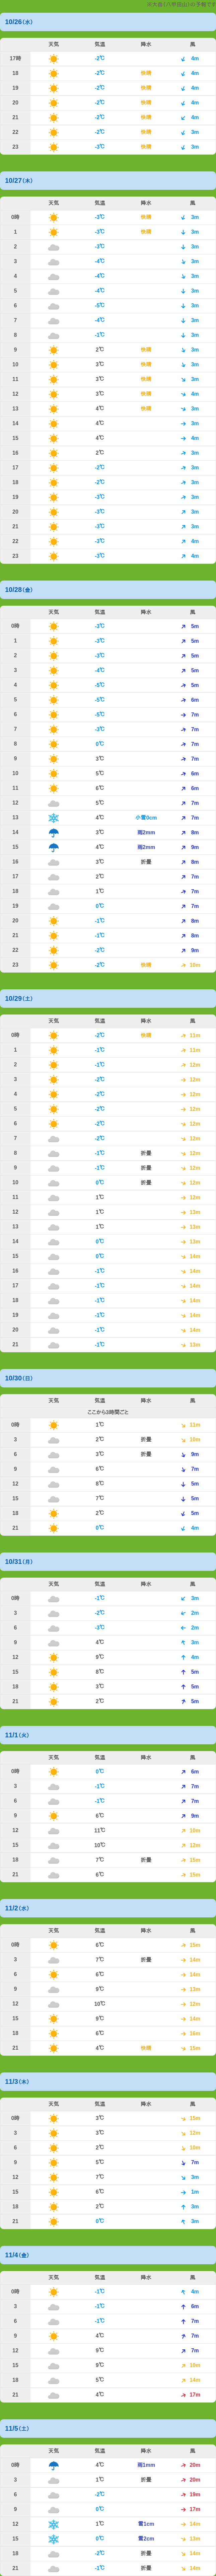 10/26(水)
天気 気温 降水 風
17時 -2℃ 4m
18 -2℃ 快晴 4m
19 -2℃ 快晴 4m
20 -2℃ 快晴 4m
21 -2℃ 快晴 4m
22 -2℃ 快晴 3m
23 -2℃ 快晴 3m
10/27(木)
天気 気温 降水 風
0時 -3℃ 快晴 3m
1 -3℃ 快晴 3m
2 -3℃ 3m
3 -4℃ 3m
4 -4℃ 3m
5 -4℃ 3m
6 -5℃ 3m
7 -4℃ 3m
8 -1℃ 3m
9 2℃ 快晴 3m
10 3℃ 快晴 3m
11 3℃ 快晴 3m
12 3℃ 快晴 4m
13 4℃ 快晴 3m
14 4℃ 3m
15 4℃ 4m
16 2℃ 3m
17 -2℃ 3m
18 -2℃ 3m
19 -3℃ 3m
20 -3℃ 3m
21 -3℃ 3m
22 -3℃ 4m
23 -3℃ 4m
10/28(金)
天気 気温 降水 風
0時 -3℃ 5m
1 -3℃ 5m
2 -3℃ 5m
3 -4℃ 5m
4 -5℃ 5m
5 -5℃ 6m
6 -5℃ 7m
7 -3℃ 7m
8 0℃ 7m
9 3℃ 7m
10 5℃ 6m
11 6℃ 6m
12 5℃ 7m
13 4℃ 小雪0cm 7m
14 3℃ 雨2mm 8m
15 4℃ 雨2mm 9m
16 3℃ 折畳 8m
17 2℃ 7m
18 1℃ 7m
19 0℃ 7m
20 -1℃ 8m
21 -1℃ 8m
22 -2℃ 9m
23 -2℃ 快晴 10m
10/29(土)
天気 気温 降水 風
0時 -2℃ 快晴 11m
1 -1℃ 11m
2 -1℃ 12m
3 -2℃ 12m
4 -2℃ 12m
5 -2℃ 12m
6 -2℃ 12m
7 -2℃ 12m
8 -1℃ 折畳 12m
9 -1℃ 折畳 12m
10 0℃ 折畳 12m
11 1℃ 12m
12 1℃ 13m
13 1℃ 13m
14 0℃ 13m
15 0℃ 14m
16 -1℃ 14m
17 -1℃ 14m
18 -1℃ 14m
19 -1℃ 14m
20 -1℃ 14m
21 -1℃ 13m
10/30(日)
天気 気温 降水 風
ここから3時間ごと
0時 1℃ 11m
3 2℃ 折畳 10m
6 3℃ 折畳 9m
9 6℃ 7m
12 8℃ 5m
15 7℃ 5m
18 2℃ 5m
21 0℃ 4m
10/31(月)
天気 気温 降水 風
0時 -1℃ 3m
3 -2℃ 2m
6 -3℃ 2m
9 4℃ 3m
12 9℃ 4m
15 8℃ 5m
18 3℃ 5m
21 2℃ 5m
11/1(火)
天気 気温 降水 風
0時 0℃ 6m
3 -1℃ 7m
6 -1℃ 7m
9 6℃ 9m
12 11℃ 10m
15 10℃ 12m
18 7℃ 折畳 15m
21 6℃ 15m
11/2(水)
天気 気温 降水 風
0時 6℃ 15m
3 7℃ 折畳 14m
6 6℃ 14m
9 9℃ 13m
12 10℃ 12m
15 9℃ 14m
18 6℃ 16m
21 4℃ 快晴 15m
11/3(木)
天気 気温 降水 風
0時 3℃ 15m
3 3℃ 12m
6 2℃ 10m
9 5℃ 7m
12 7℃ 3m
15 6℃ 1m
18 2℃ 3m
21 0℃ 3m
11/4(金)
天気 気温 降水 風
0時 -1℃ 4m
3 -1℃ 6m
6 -1℃ 7m
9 4℃ 7m
12 9℃ 7m
15 9℃ 10m
18 5℃ 14m
21 4℃ 17m
11/5(土)
天気 気温 降水 風
0時 4℃ 雨1mm 20m
3 1℃ 折畳 20m
6 -2℃ 19m
9 0℃ 17m
12 1℃ 雪1cm 14m
15 0℃ 雪2cm 13m
18 -2℃ 折畳 14m
21 -1℃ 折畳 14m